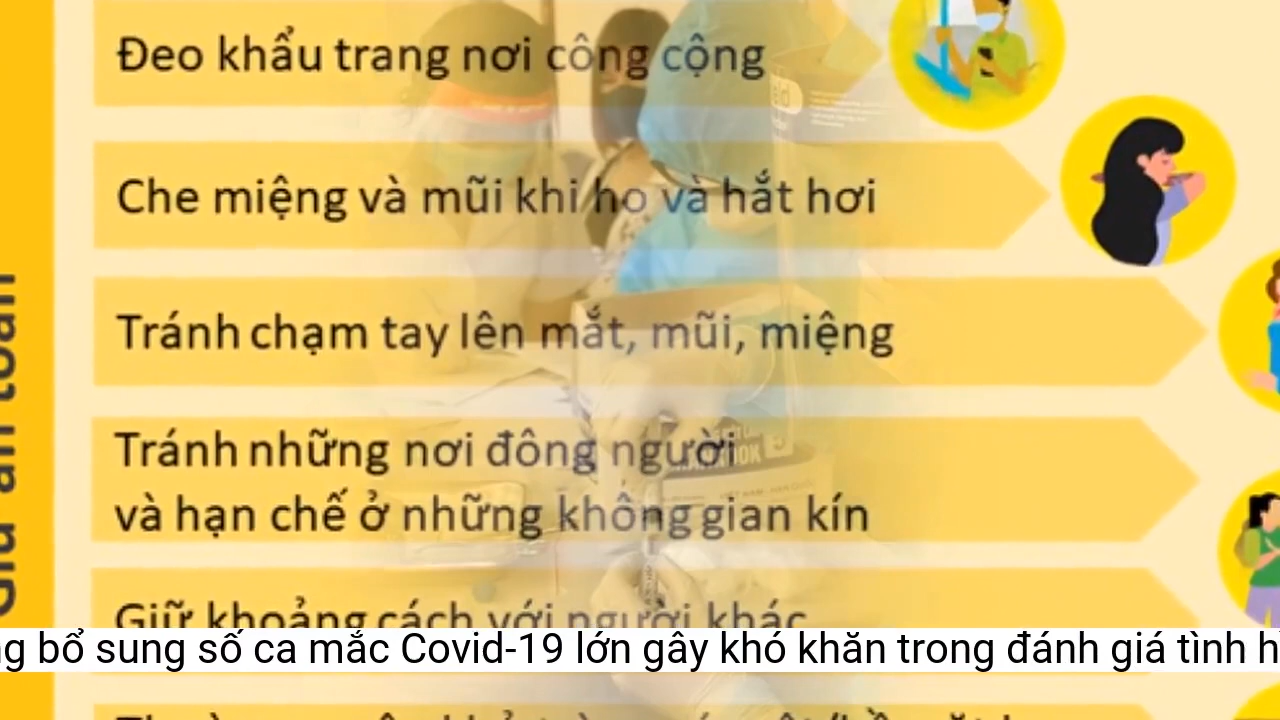 Đeo khẩu trang nơi công cộng
Che miệng và mũi khi ho và hắt hơi
Tránh chạm tay lên mắt, mũi, miệng
Tránh những nơi đông người
và hạn chế ở những không gian kín
Giữ khoảng cách với người khác
bổ sung số ca mắc Covid-19 lớn gây khó khăn trong đánh giá tình